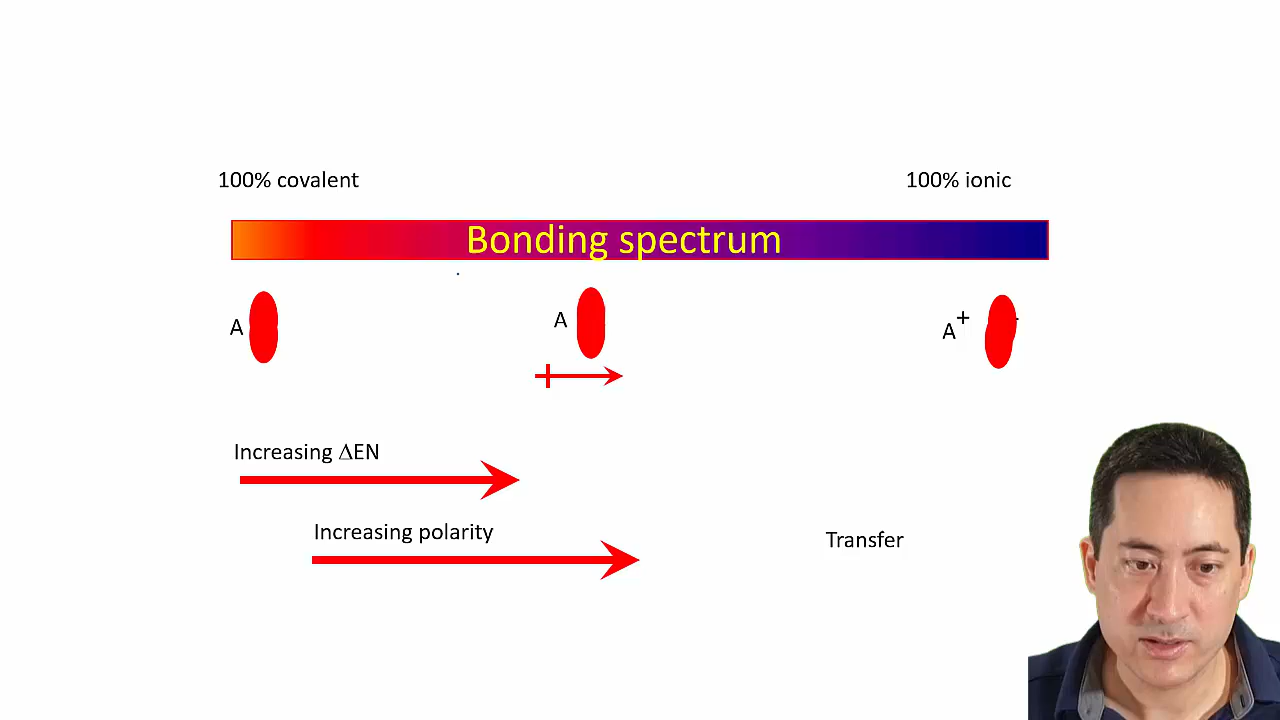 100% covalent
100% ionic
Bonding spectrum
A
A
A+
Increasing ΔEN
Increasing polarity
Transfer